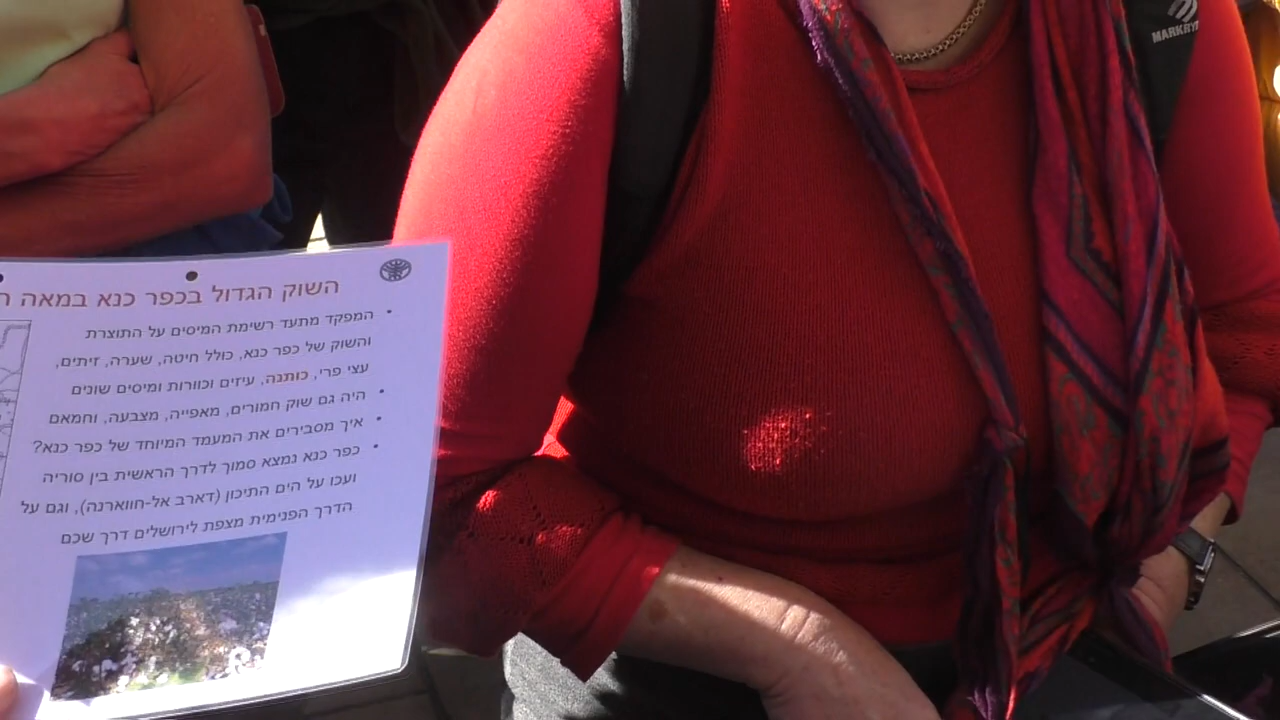 השוק הגדול בכפר כנא במאה ה
• המפקד מתעד רשימת המיסים על התוצרת
והשוק של כפר כנא, כולל חיטה, שערה, זיתים,
עצי פרי, כותנה, עיזים וכוורות ומיסים שונים
• היה גם שוק חמורים, מאפייה, מצבעה, וחמאם
• איך מסבירים את המעמד המיוחד של כפר כנא?
• כפר כנא נמצא סמוך לדרך הראשית בין סוריה
ועכו על הים התיכון (דארב אל-חווארנה), וגם על
הדרך הפנימית מצפת לירושלים דרך שכם